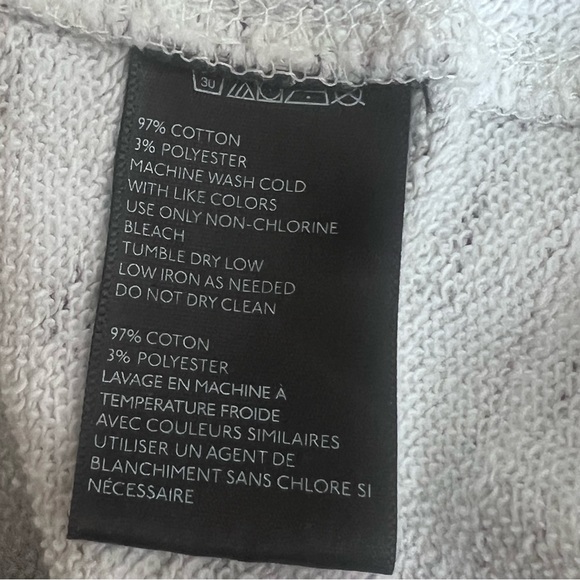 30
97% COTTON
3% POLYESTER
MACHINE WASH COLD
WITH LIKE COLORS
USE ONLY NON-CHLORINE
BLEACH
TUMBLE DRY LOW
LOW IRON AS NEEDED
DO NOT DRY CLEAN
97% COTON
3% POLYESTER
LAVAGE EN MACHINE À
TEMPERATURE FROIDE
AVEC COULEURS SIMILAIRES
UTILISER UN AGENT DE
BLANCHIMENT SANS CHLORE SI
NÉCESSAIRE